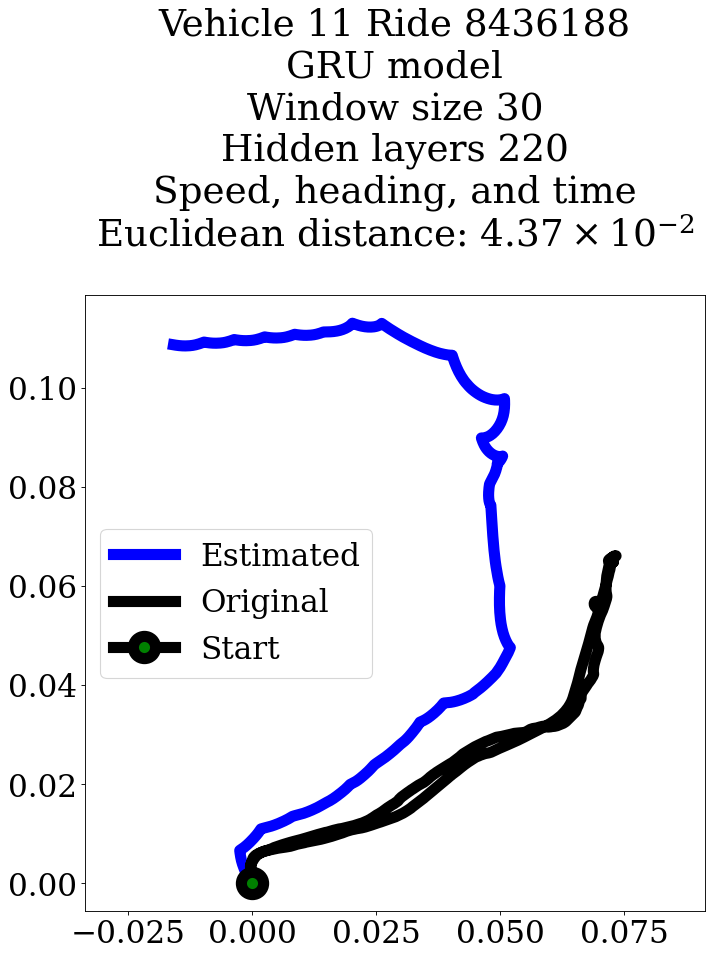 Vehicle 11 Ride 8436188
GRU model
Window size 30
Hidden layers 220
Speed, heading, and time
Euclidean distance: 4.37 × 10⁻²
0.10
0.08
0.06
0.04
0.02
0.00
Estimated
Original
Start
−0.025 0.000 0.025 0.050 0.075